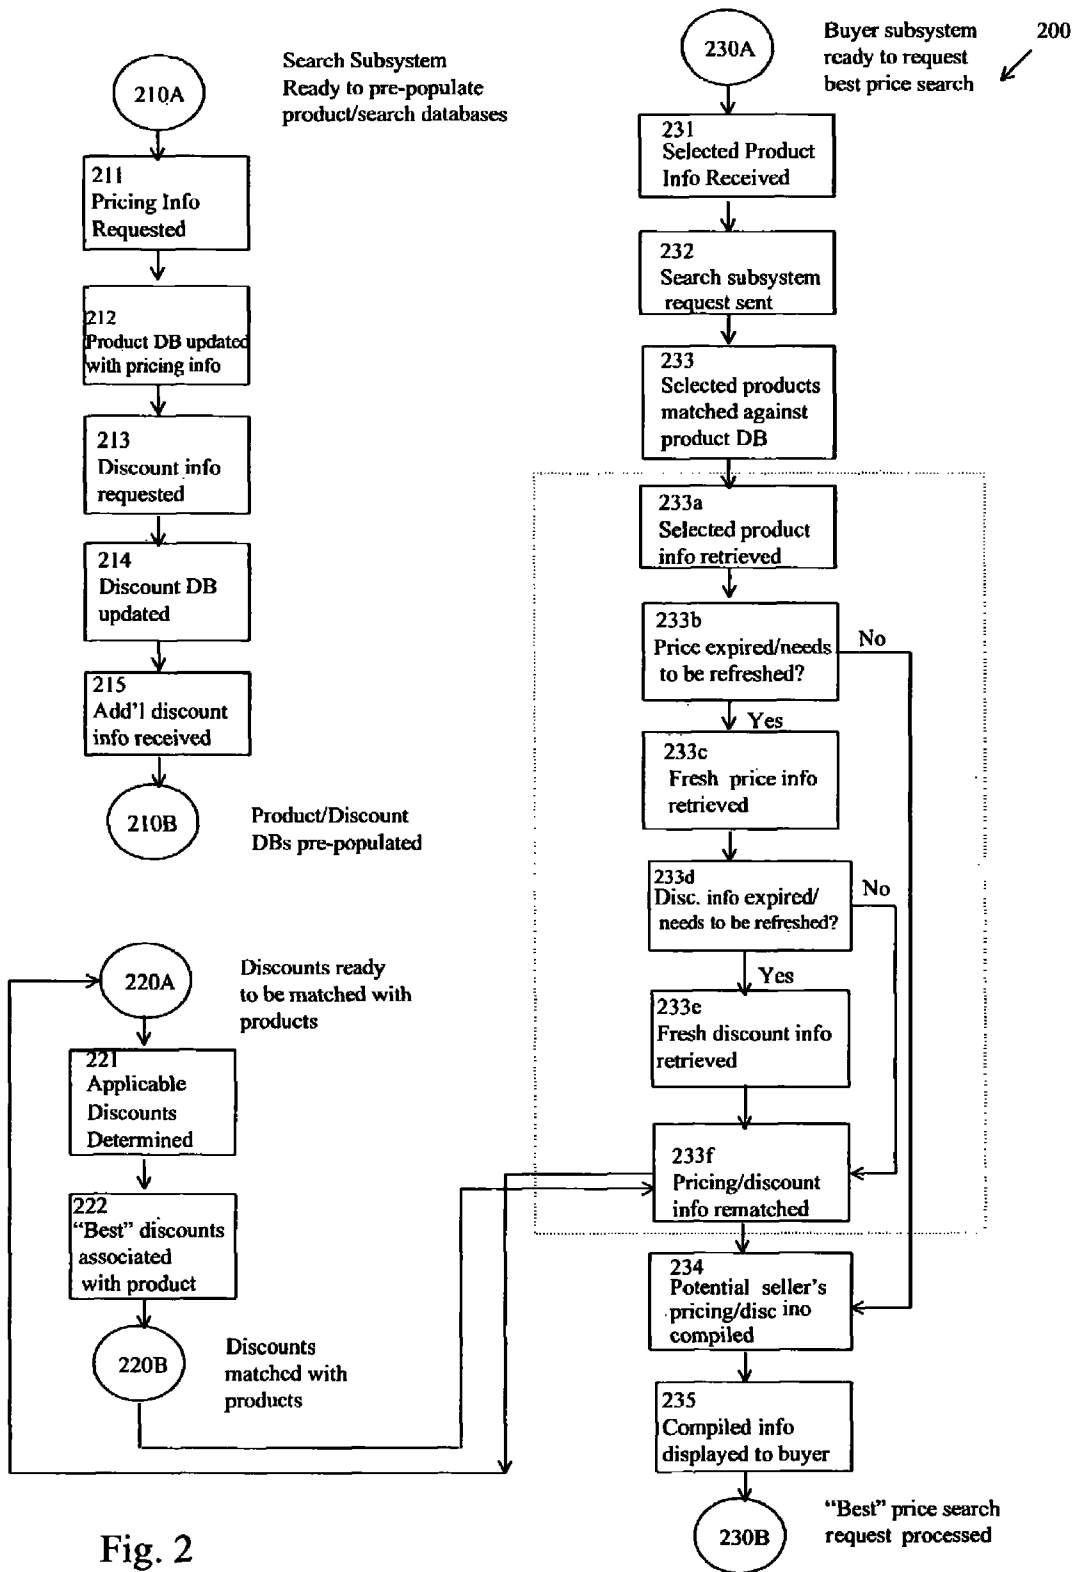 210A
Search Subsystem
Ready to pre-populate
product/search databases
211
Pricing Info
Requested
212
Product DB updated
with pricing info
213
Discount info
requested
214
Discount DB
updated
215
Add'l discount
info received
210B
Product/Discount
DBs pre-populated
220A
Discounts ready
to be matched with
products
221
Applicable
Discounts
Determined
222
“Best” discounts
associated
with product
220B
Discounts
matched with
products
230A
Buyer subsystem
ready to request
best price search
200
231
Selected Product
Info Received
232
Search subsystem
request sent
233
Selected products
matched against
product DB
233a
Selected product
info retrieved
233b
Price expired/needs
to be refreshed?
No
Yes
233c
Fresh price info
retrieved
233d
Disc. info expired/
needs to be refreshed?
No
Yes
233e
Fresh discount info
retrieved
233f
Pricing/discount
info rematched
234
Potential seller's
pricing/disc ino
compiled
235
Compiled info
displayed to buyer
230B
“Best” price search
request processed
Fig. 2